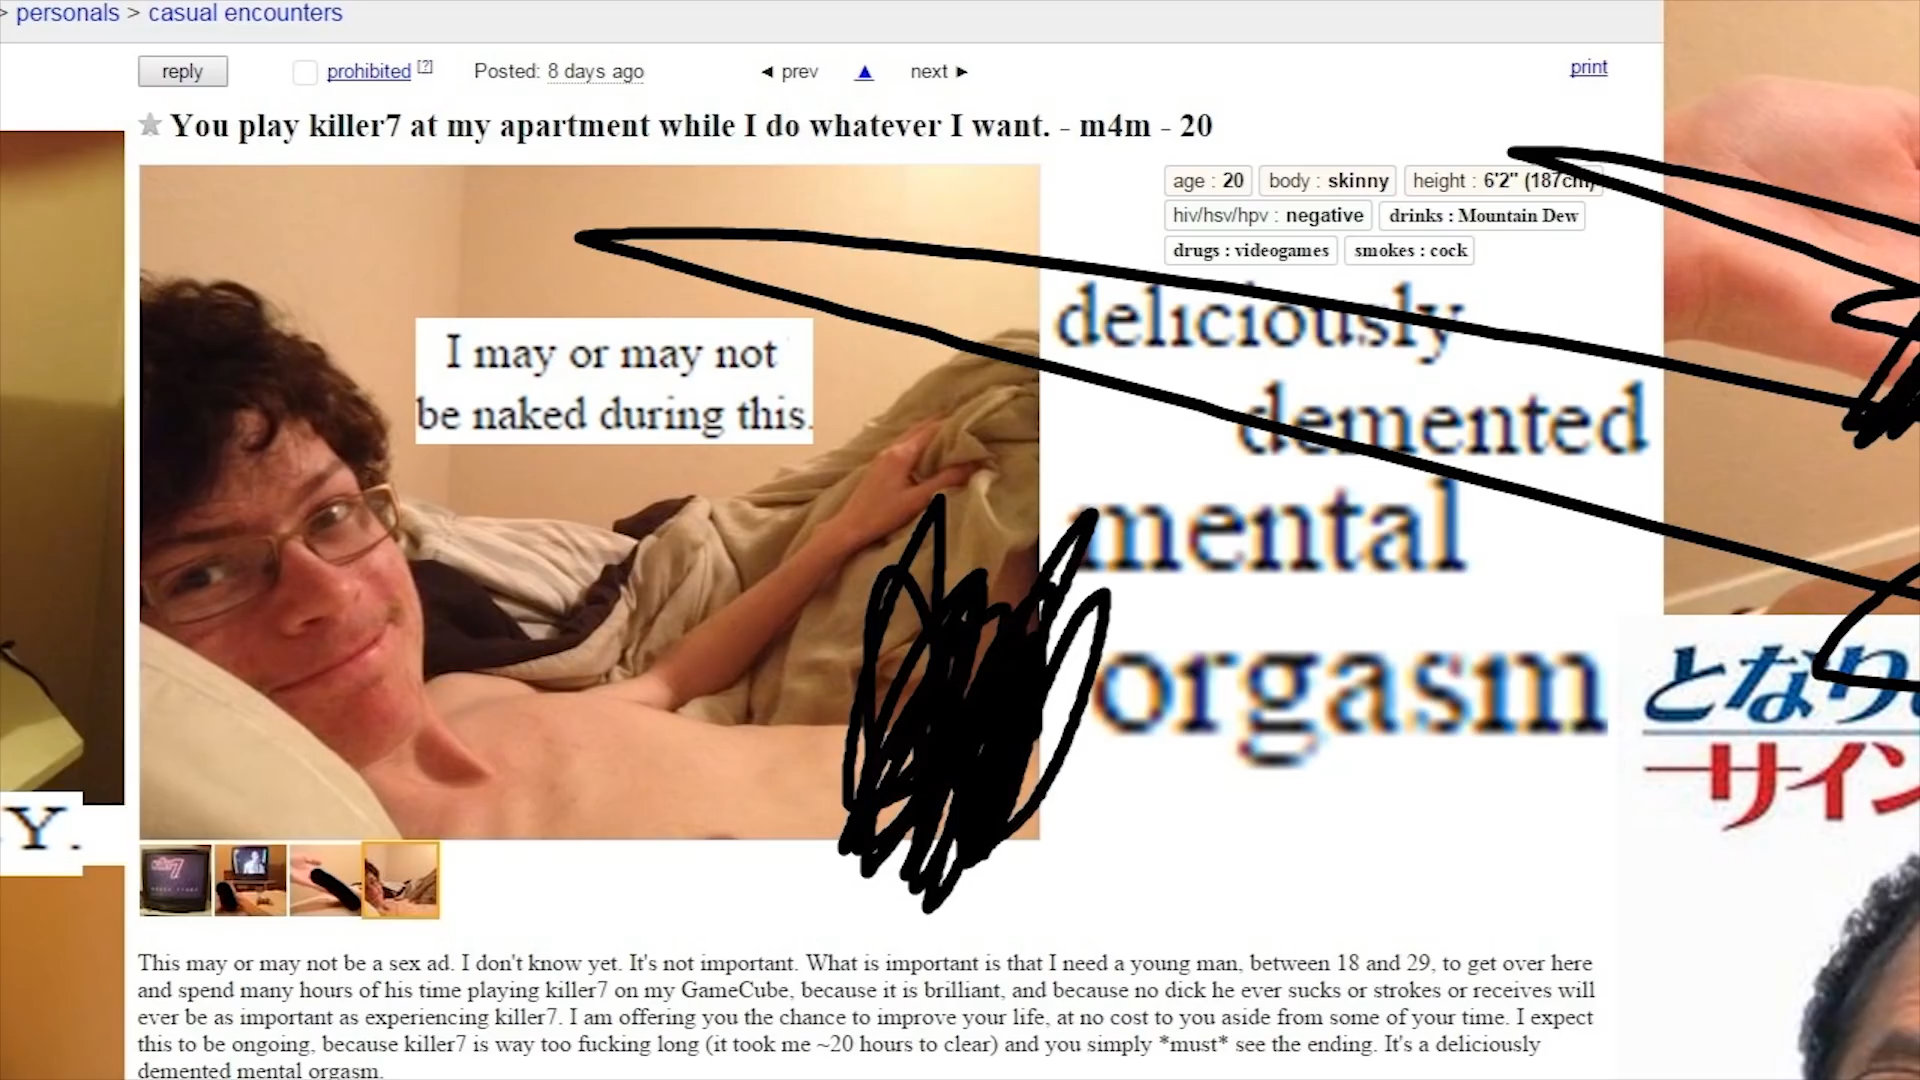 > personals > casual encounters
reply
prohibited [?]
Posted: 8 days ago
◄ prev
▲
next ►
print
★ You play killer7 at my apartment while I do whatever I want. - m4m - 20
age : 20
body : skinny
height : 6'2" (187cm)
hiv/hsv/hpv : negative
drinks : Mountain Dew
drugs : videogames
smokes : cock
I may or may not
be naked during this.
deliciously
demented
mental
orgasm
Y.
サイン
killer7
This may or may not be a sex ad. I don't know yet. It's not important. What is important is that I need a young man, between 18 and 29, to get over here
and spend many hours of his time playing killer7 on my GameCube, because it is brilliant, and because no dick he ever sucks or strokes or receives will
ever be as important as experiencing killer7. I am offering you the chance to improve your life, at no cost to you aside from some of your time. I expect
this to be ongoing, because killer7 is way too fucking long (it took me ~20 hours to clear) and you simply *must* see the ending. It's a deliciously
demented mental orgasm.